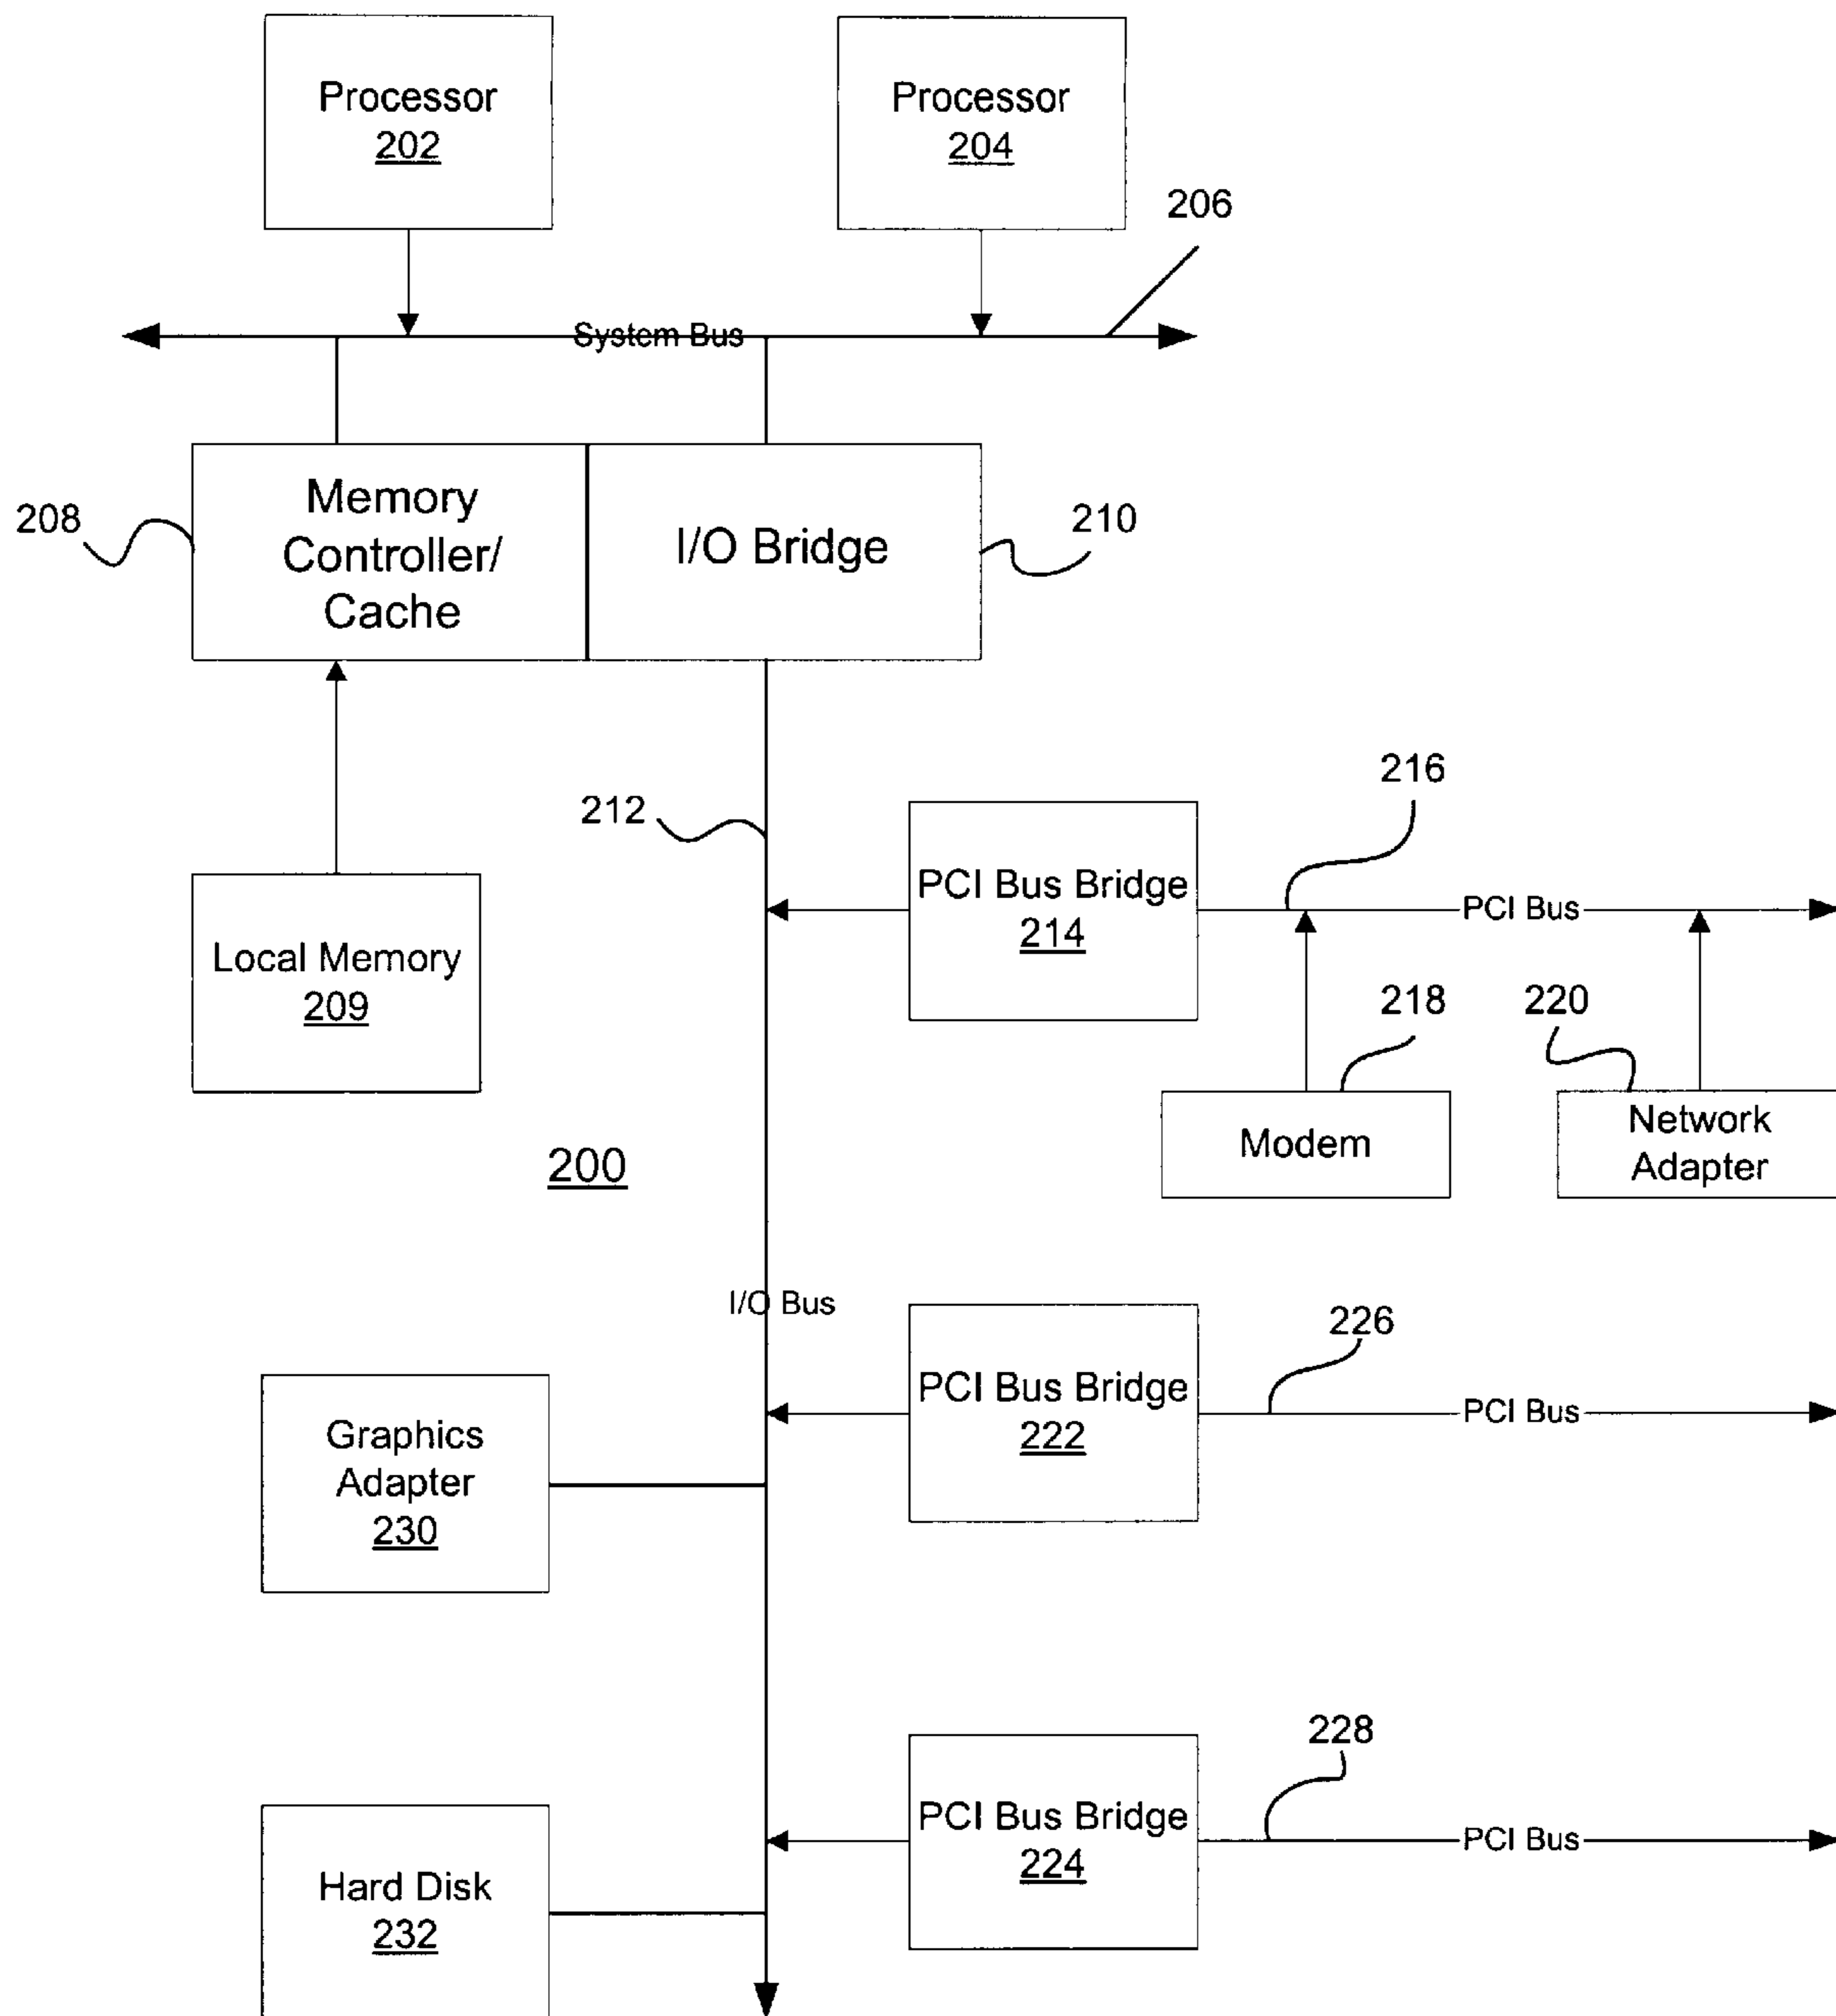 Processor
202
Processor
204
206
System Bus
208
Memory
Controller/
Cache
I/O Bridge
210
212
216
PCI Bus Bridge
214
PCI Bus
Local Memory
209
218
220
Modem
Network
Adapter
200
I/O Bus
226
PCI Bus Bridge
222
PCI Bus
Graphics
Adapter
230
228
PCI Bus Bridge
224
PCI Bus
Hard Disk
232